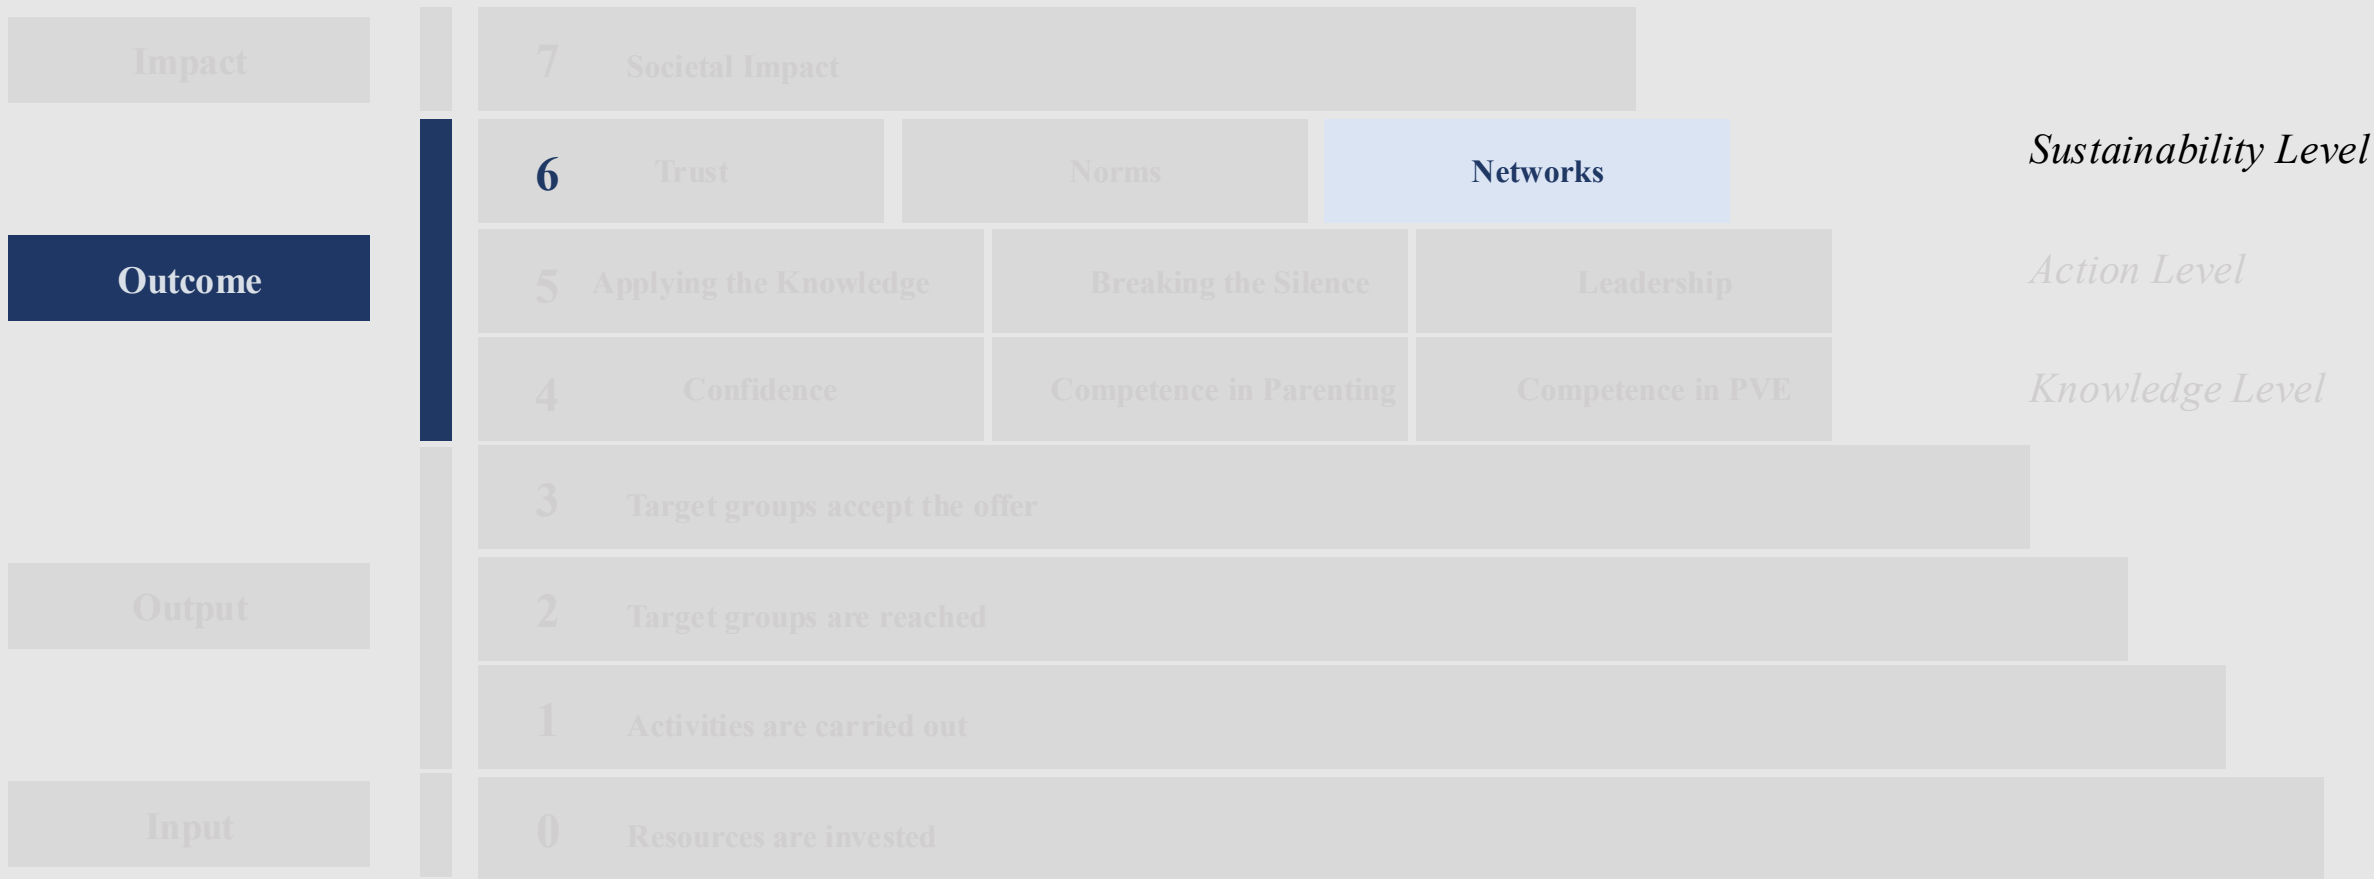 Impact
7 Societal Impact
6 Trust Norms Networks Sustainability Level
Outcome
5 Applying the Knowledge Breaking the Silence Leadership Action Level
4 Confidence Competence in Parenting Competence in PVE Knowledge Level
3 Target groups accept the offer
Output
2 Target groups are reached
1 Activities are carried out
Input
0 Resources are invested